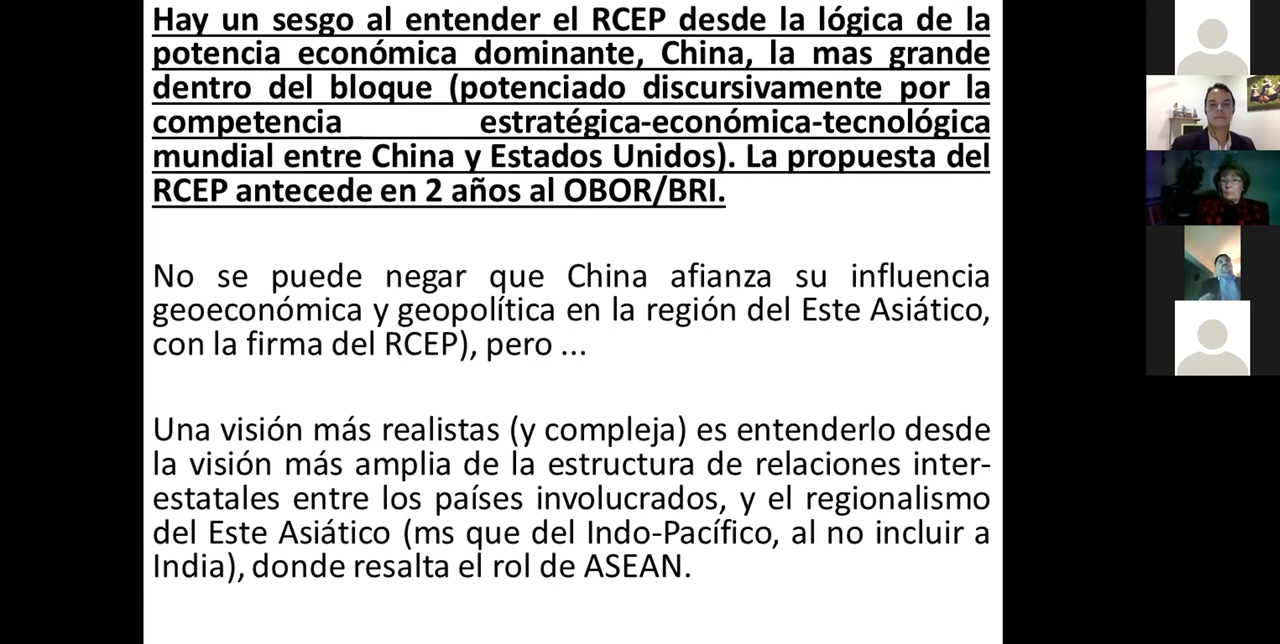 Hay un sesgo al entender el RCEP desde la lógica de la
potencia económica dominante, China, la mas grande
dentro del bloque (potenciado discursivamente por la
competencia estratégica-económica-tecnológica
mundial entre China y Estados Unidos). La propuesta del
RCEP antecede en 2 años al OBOR/BRI.
No se puede negar que China afianza su influencia
geoeconómica y geopolítica en la región del Este Asiático,
con la firma del RCEP), pero ...
Una visión más realistas (y compleja) es entenderlo desde
la visión más amplia de la estructura de relaciones inter-
estatales entre los países involucrados, y el regionalismo
del Este Asiático (ms que del Indo-Pacífico, al no incluir a
India), donde resalta el rol de ASEAN.